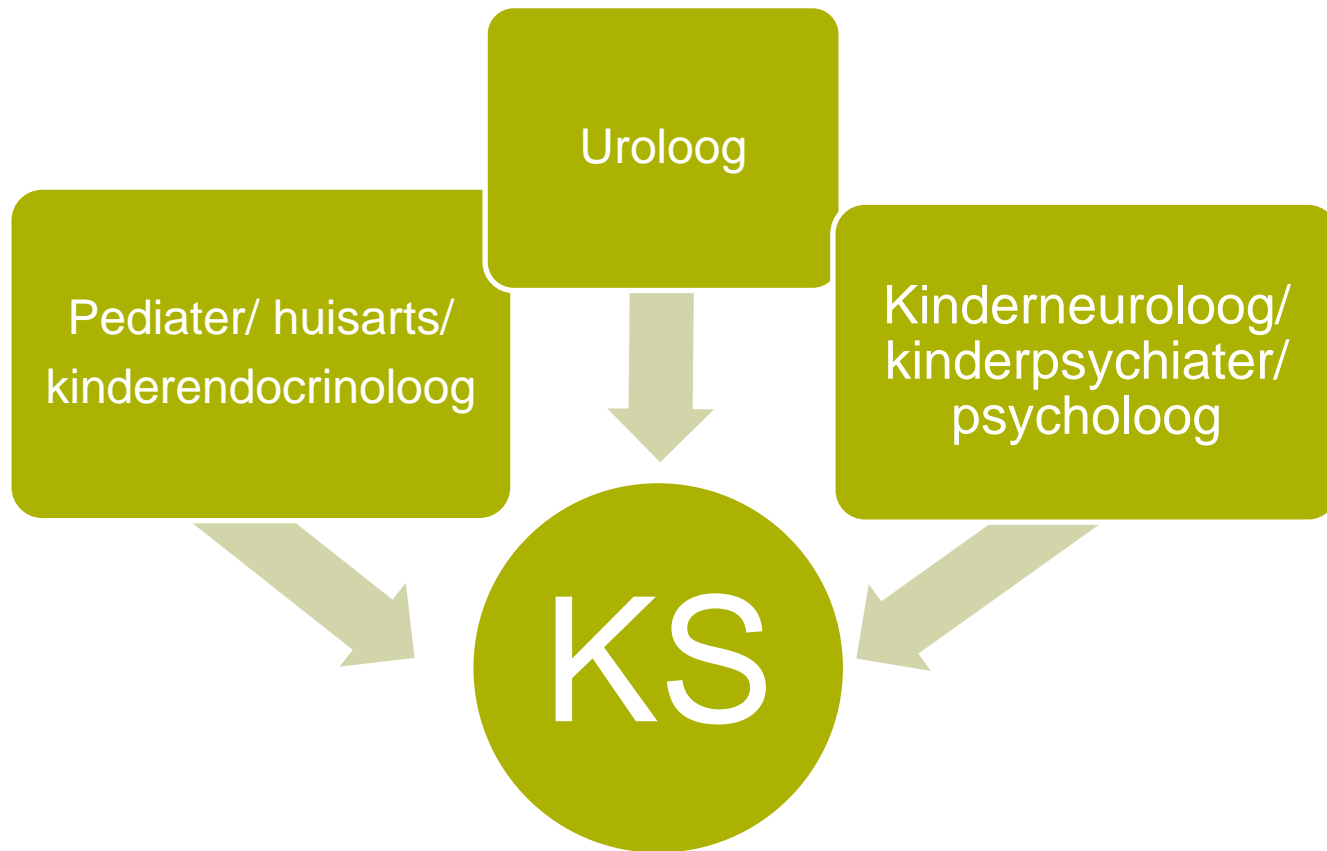 Uroloog
Pediater/ huisarts/
kinderendocrinoloog
Kinderneuroloog/
kinderpsychiater/
psycholoog
KS